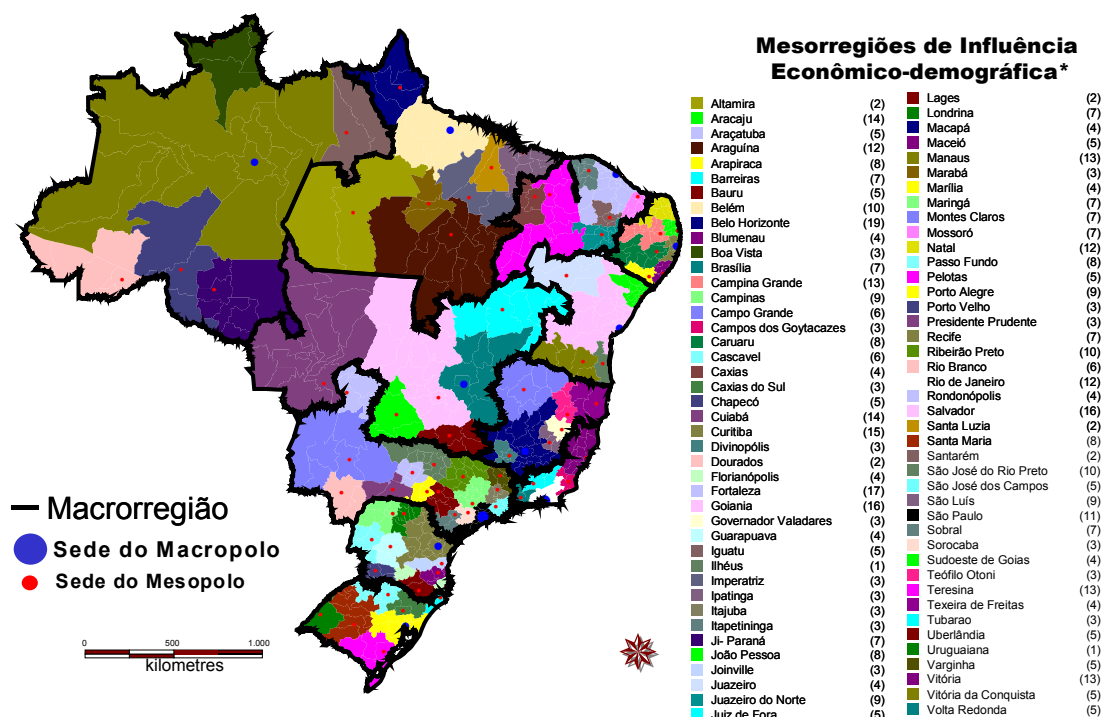 Mesorregiões de Influência
Econômico-demográfica*
Altamira (2)
Aracaju (14)
Araçatuba (5)
Araguína (12)
Arapiraca (8)
Barreiras (7)
Bauru (5)
Belém (10)
Belo Horizonte (19)
Blumenau (4)
Boa Vista (3)
Brasília (7)
Campina Grande (13)
Campinas (9)
Campo Grande (5)
Campos dos Goytacazes (3)
Caruaru (8)
Cascavel (6)
Caxias (4)
Caxias do Sul (3)
Chapecó (5)
Cuiabá (14)
Curitiba (15)
Divinopólis (3)
Dourados (2)
Florianópolis (4)
Fortaleza (17)
Goiania (16)
Governador Valadares (3)
Guarapuava (4)
Iguatu (5)
Ilhéus (1)
Imperatriz (3)
Ipatinga (3)
Itajuba (3)
Itapetininga (3)
Ji- Paraná (7)
João Pessoa (8)
Joinville (3)
Juazeiro (4)
Juazeiro do Norte (9)
Juiz de Fora (5)
Lages (2)
Londrina (7)
Macapá (4)
Maceió (5)
Manaus (13)
Marabá (3)
Marília (4)
Maringá (7)
Montes Claros (7)
Mossoró (7)
Natal (12)
Passo Fundo (8)
Pelotas (5)
Porto Alegre (9)
Porto Velho (3)
Presidente Prudente (3)
Recife (7)
Ribeirão Preto (10)
Rio Branco (6)
Rio de Janeiro (12)
Rondonópolis (4)
Salvador (16)
Santa Luzia (2)
Santa Maria (8)
Santarém (2)
São José do Rio Preto (10)
São José dos Campos (5)
São Luís (9)
São Paulo (11)
Sobral (7)
Sorocaba (3)
Sudoeste de Goias (4)
Teófilo Otoni (3)
Teresina (13)
Texeira de Freitas (4)
Tubarao (3)
Uberlândia (5)
Uruguaiana (1)
Varginha (5)
Vitória (13)
Vitória da Conquista (5)
Volta Redonda (5)
Macrorregião
Sede do Macropolo
Sede do Mesopolo
0 500 1.000
kilometres